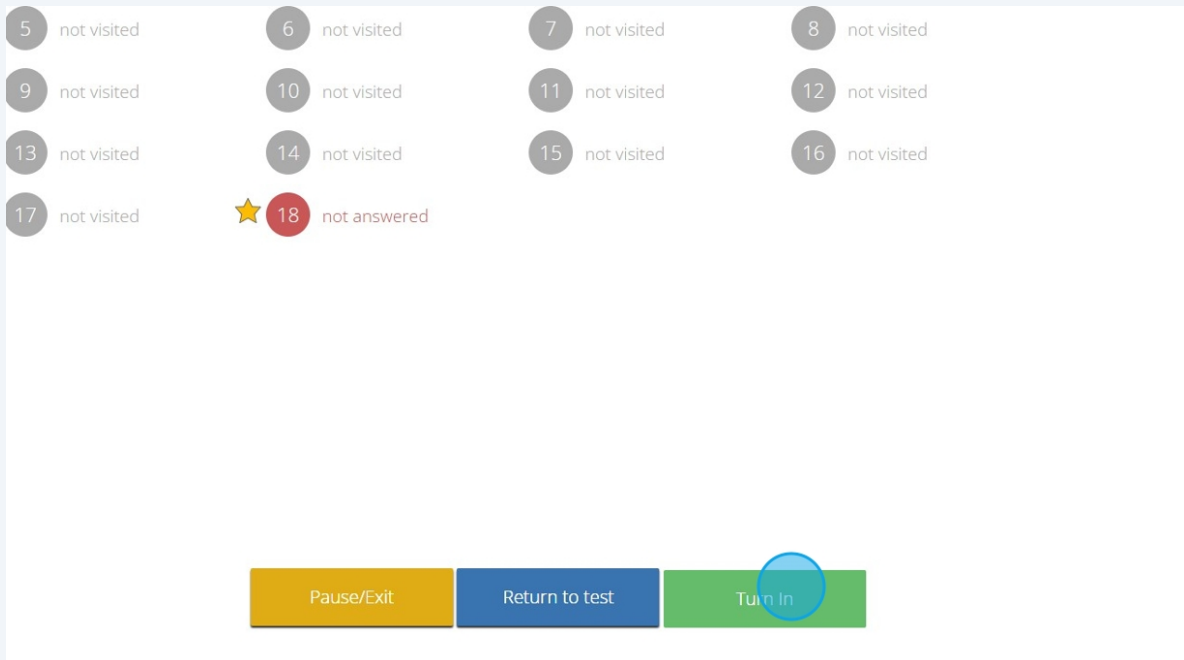 5 not visited 6 not visited 7 not visited 8 not visited
9 not visited 10 not visited 11 not visited 12 not visited
13 not visited 14 not visited 15 not visited 16 not visited
17 not visited 18 not answered
Pause/Exit Return to test Turn In